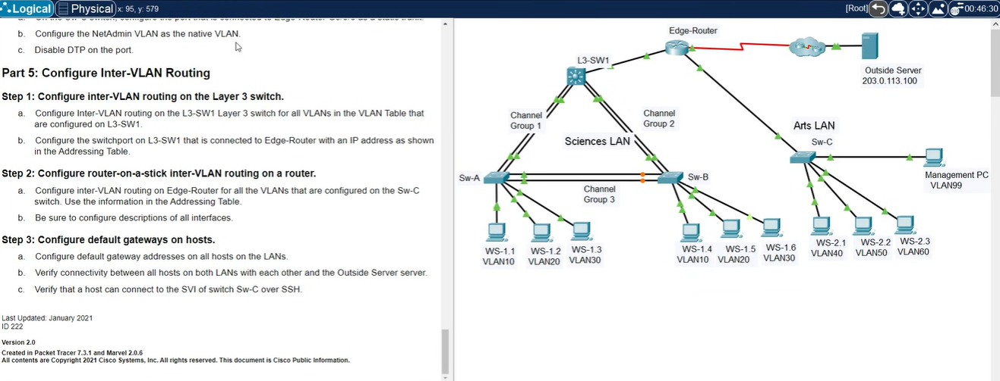 Logical Physical x: 95, y: 579 [Root] 00:46:30
b. Configure the NetAdmin VLAN as the native VLAN.
c. Disable DTP on the port.
Part 5: Configure Inter-VLAN Routing
Step 1: Configure inter-VLAN routing on the Layer 3 switch.
a. Configure Inter-VLAN routing on the L3-SW1 Layer 3 switch for all VLANs in the VLAN Table that
are configured on L3-SW1.
b. Configure the switchport on L3-SW1 that is connected to Edge-Router with an IP address as shown
in the Addressing Table.
Step 2: Configure router-on-a-stick inter-VLAN routing on a router.
a. Configure inter-VLAN routing on Edge-Router for all the VLANs that are configured on the Sw-C
switch. Use the information in the Addressing Table.
b. Be sure to configure descriptions of all interfaces.
Step 3: Configure default gateways on hosts.
a. Configure default gateway addresses on all hosts on the LANs.
b. Verify connectivity between all hosts on both LANs with each other and the Outside Server server.
c. Verify that a host can connect to the SVI of switch Sw-C over SSH.
Last Updated: January 2021
ID 222
Version 2.0
Created in Packet Tracer 7.3.1 and Marvel 2.0.6
All contents are Copyright 2021 Cisco Systems, Inc. All rights reserved. This document is Cisco Public Information.
Edge-Router
L3-SW1
Outside Server
203.0.113.100
Channel
Group 1
Channel
Group 2
Sciences LAN
Arts LAN
Sw-C
Sw-A
Sw-B
Channel
Group 3
Management PC
VLAN99
WS-1.1
VLAN10
WS-1.2
VLAN20
WS-1.3
VLAN30
WS-1.4
VLAN10
WS-1.5
VLAN20
WS-1.6
VLAN30
WS-2.1
VLAN40
WS-2.2
VLAN50
WS-2.3
VLAN60